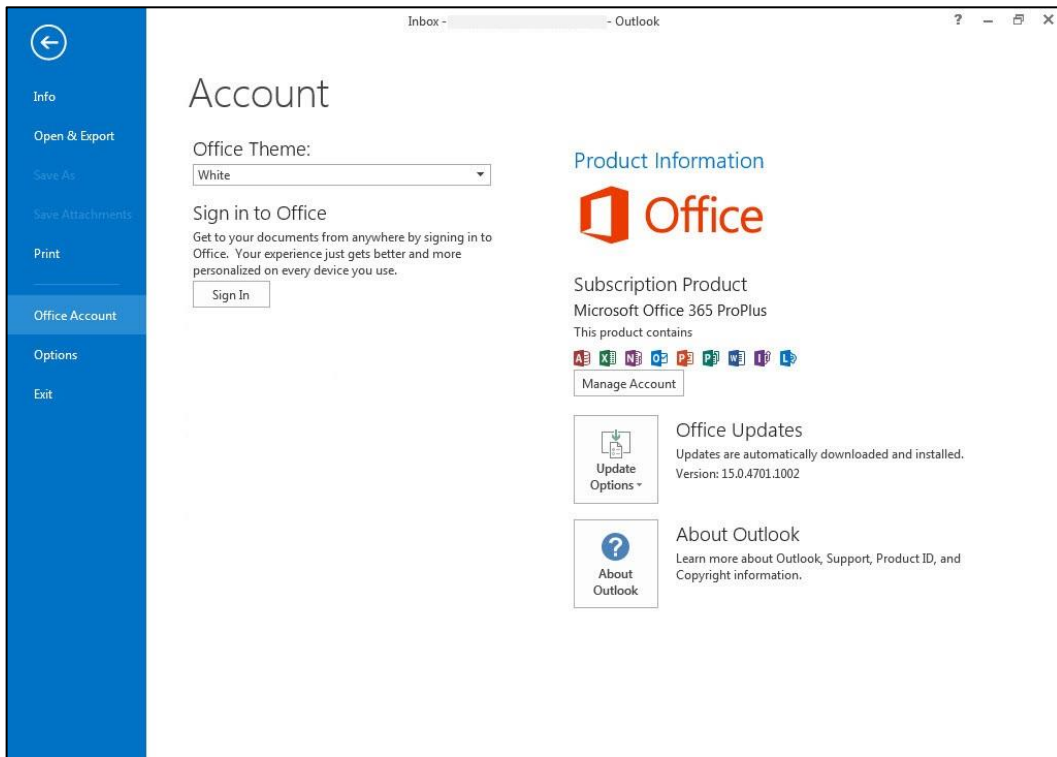 Inbox - - Outlook
?
Info
Open & Export
Save As
Save Attachments
Print
Office Account
Options
Exit
Account
Office Theme:
White
Sign in to Office
Get to your documents from anywhere by signing in to
Office. Your experience just gets better and more
personalized on every device you use.
Sign In
Product Information
Office
Subscription Product
Microsoft Office 365 ProPlus
This product contains
Manage Account
Update
Options
Office Updates
Updates are automatically downloaded and installed.
Version: 15.0.4701.1002
?
About
Outlook
About Outlook
Learn more about Outlook, Support, Product ID, and
Copyright information.